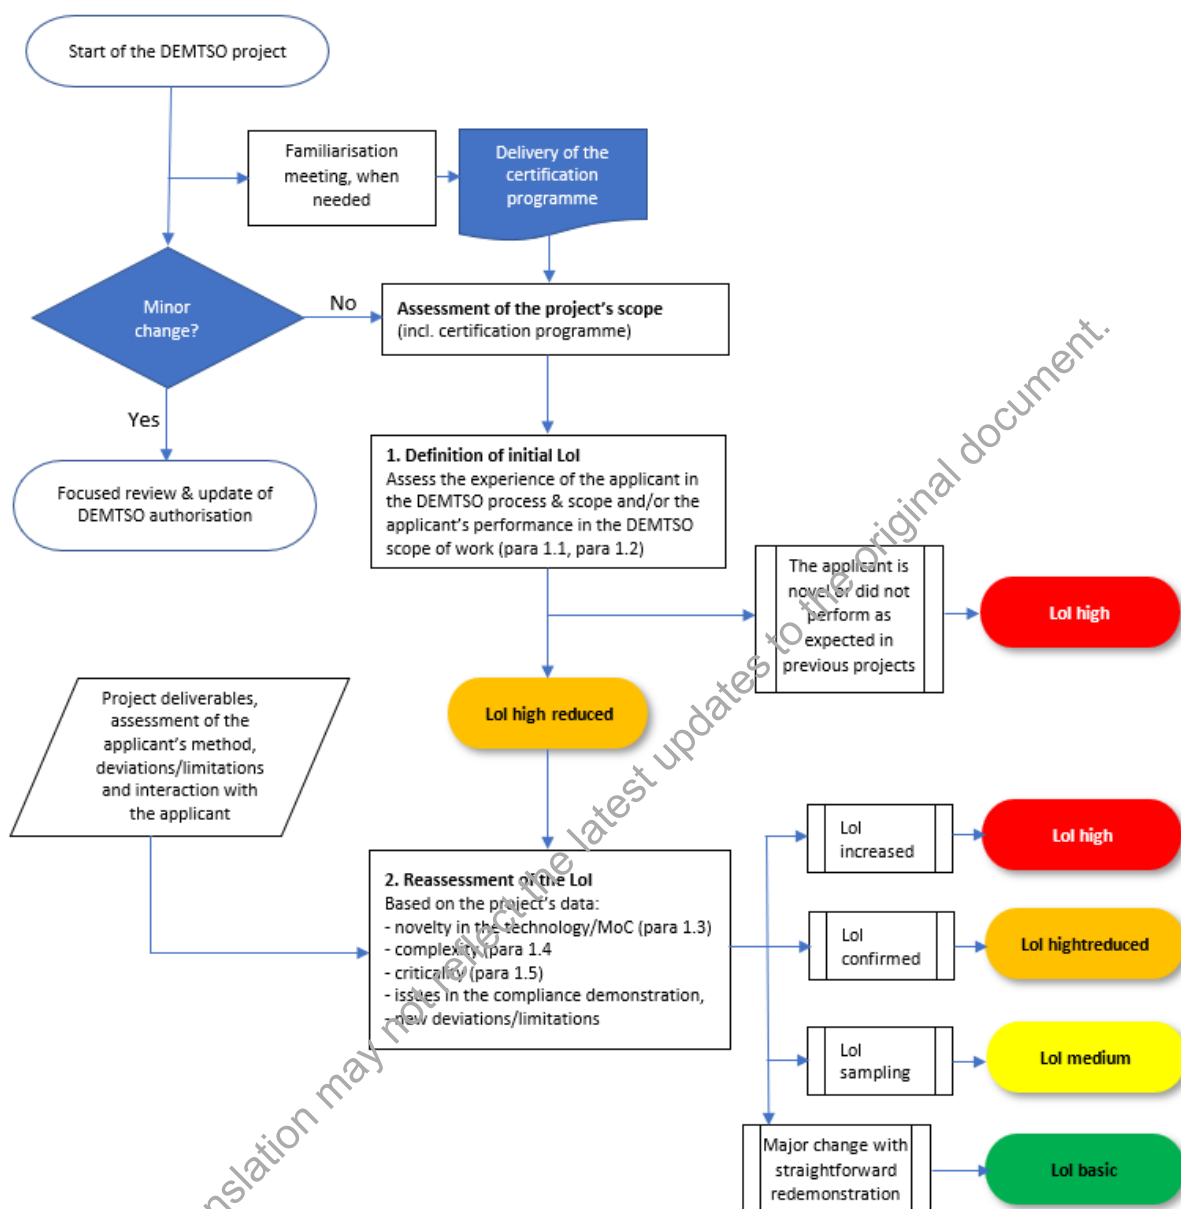 Start of the DEMTSO project
Familiarisation
meeting, when
needed
Delivery of the
certification
programme
Minor
change?
No
Assessment of the project's scope
(incl. certification programme)
Yes
Focused review & update of
DEMTSO authorisation
1. Definition of initial LoI
Assess the experience of the applicant in
the DEMTSO process & scope and/or the
applicant's performance in the DEMTSO
scope of work (para 1.1, para 1.2)
The applicant is
novel or did not
perform as
expected in
previous projects
LoI high
LoI high reduced
Project deliverables,
assessment of the
applicant's method,
deviations/limitations
and interaction with
the applicant
2. Reassessment of the LoI
Based on the project's data:
- novelty in the technology/MoC (para 1.3)
- complexity (para 1.4
- criticality (para 1.5)
- issues in the compliance demonstration,
- new deviations/limitations
LoI
increased
LoI high
LoI
confirmed
LoI hightreduced
LoI
sampling
LoI medium
Major change with
straightforward
redemonstration
LoI basic
nslation may not reflect the latest updates to the original document.